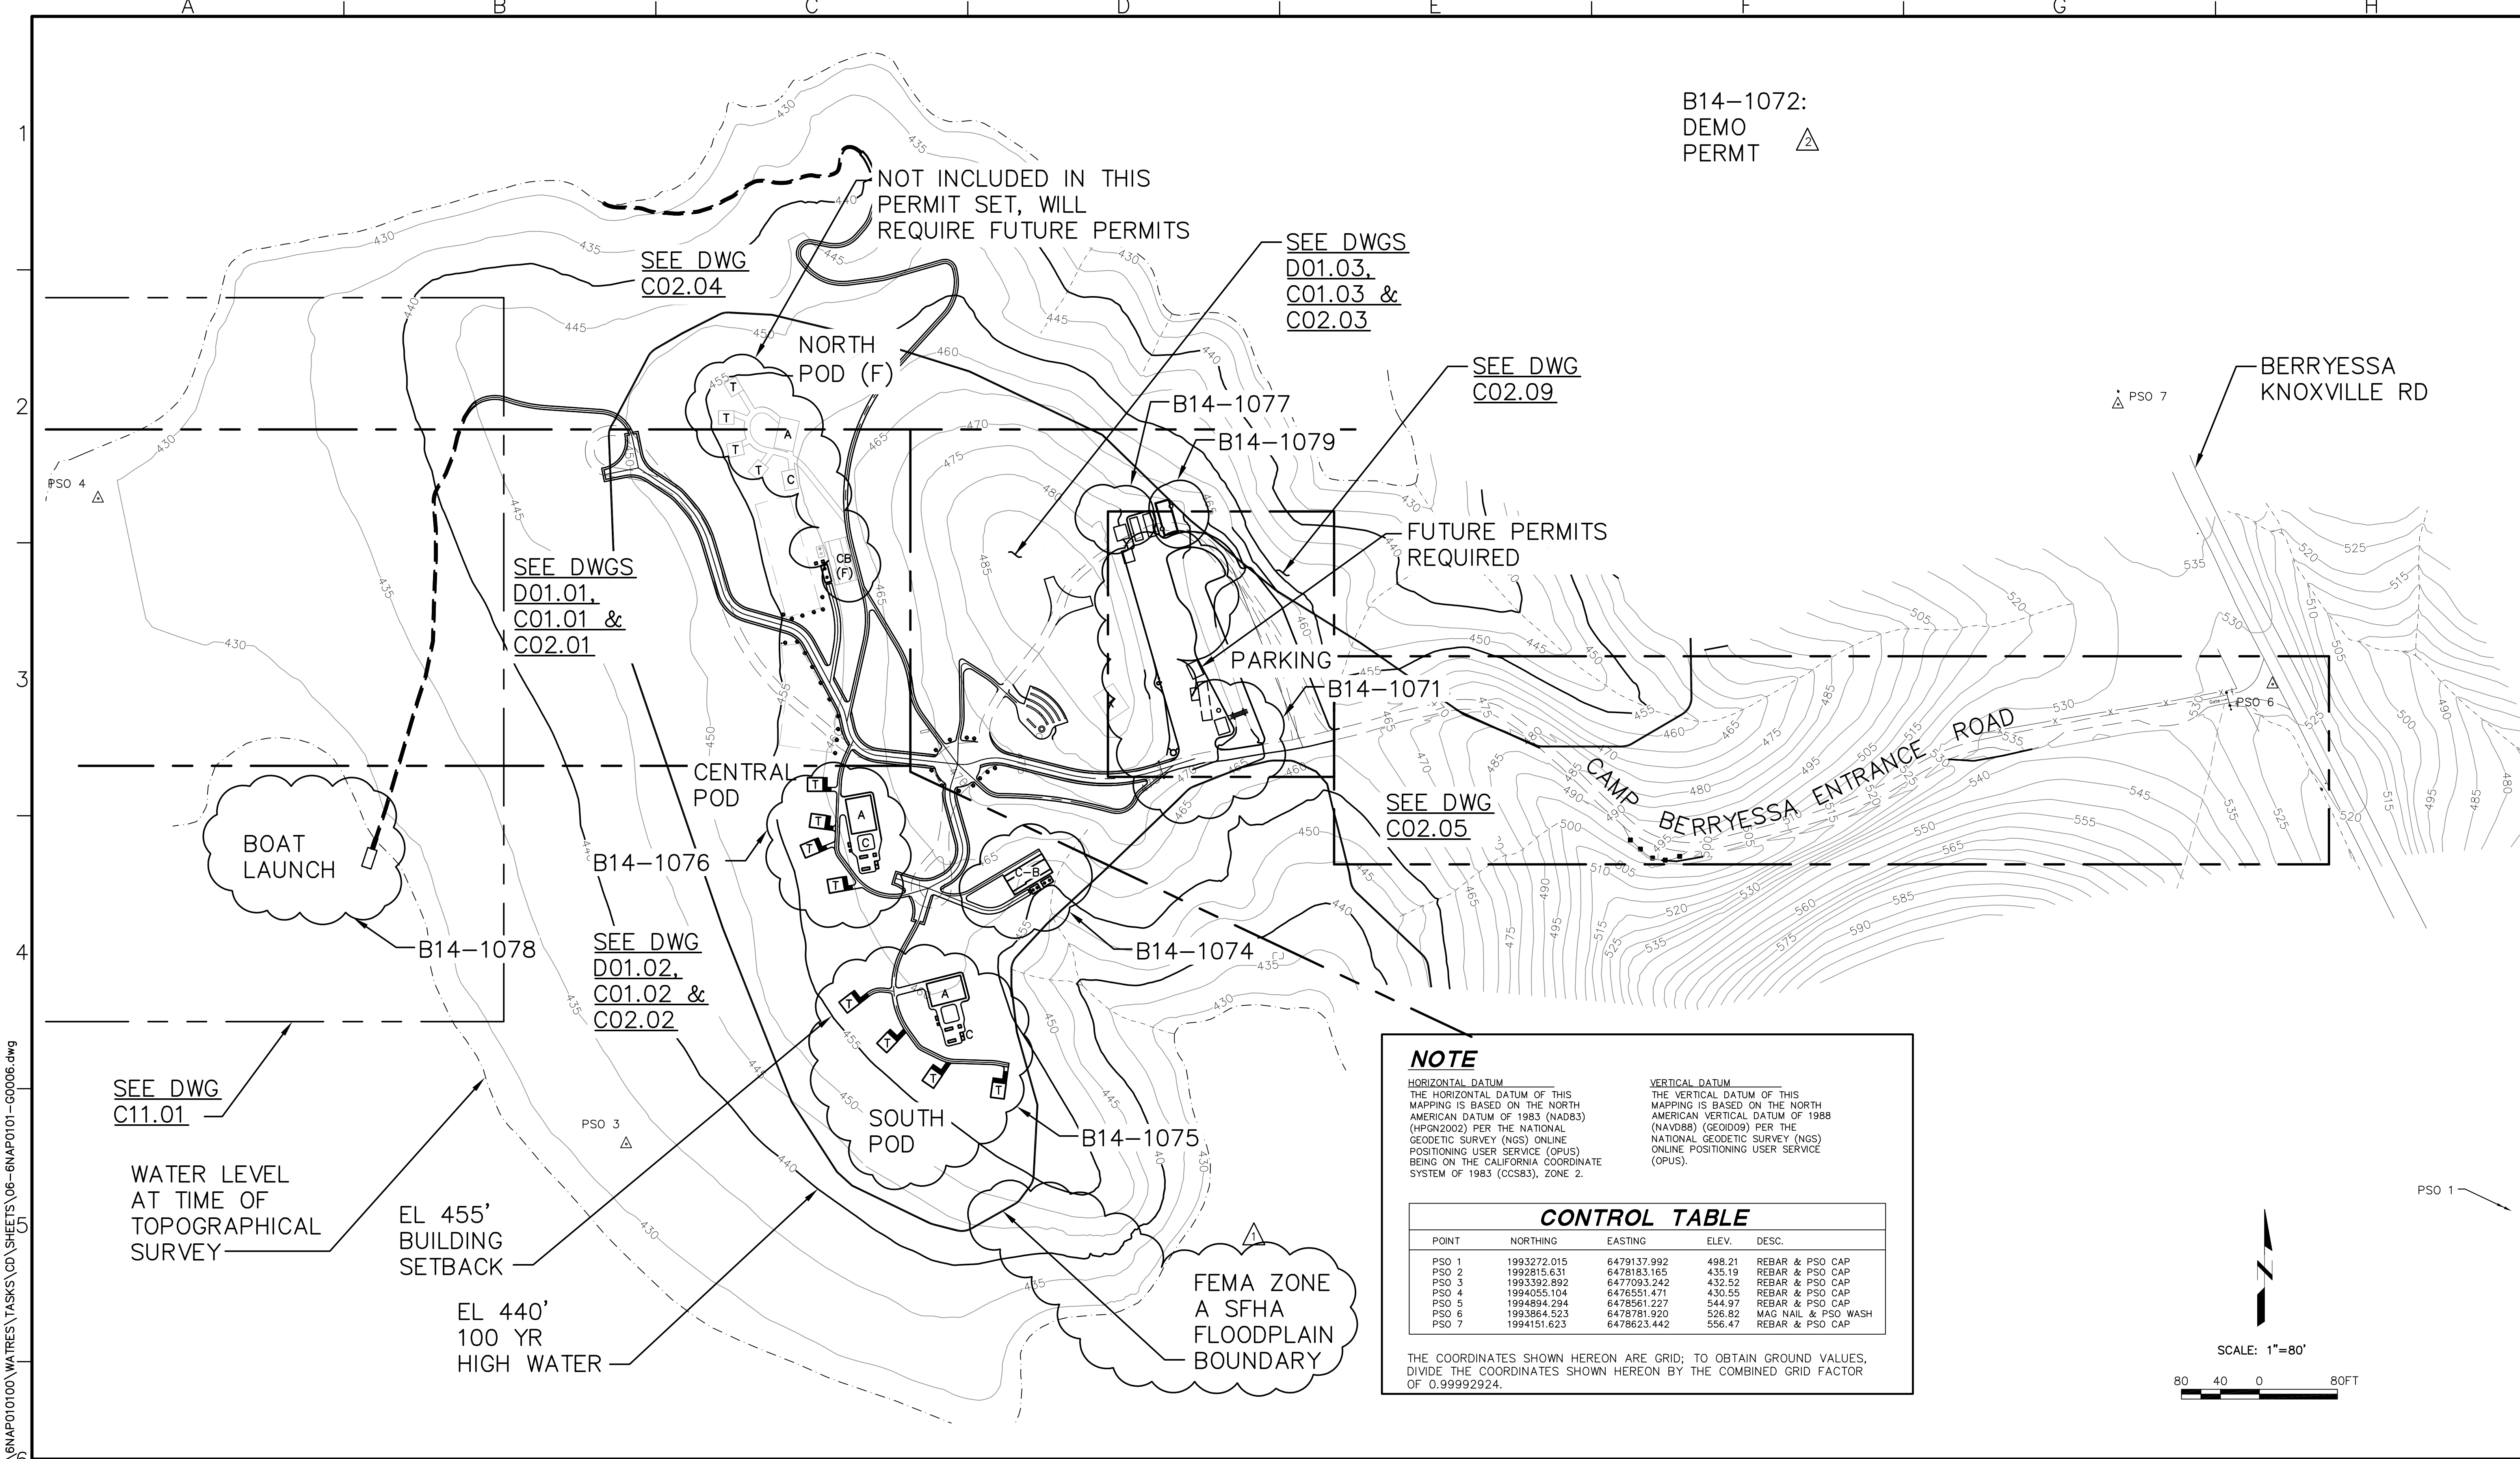 A B C D E F G H
1
2
3
4
5
B14-1072:
DEMO
PERMT
2
NOT INCLUDED IN THIS
PERMIT SET, WILL
REQUIRE FUTURE PERMITS
SEE DWG
C02.04
SEE DWGS
D01.03,
C01.03 &
C02.03
NORTH
POD (F)
SEE DWG
C02.09
BERRYESSA
KNOXVILLE RD
PSO 7
B14-1077
B14-1079
PSO 4
FUTURE PERMITS
REQUIRED
SEE DWGS
D01.01,
C01.01 &
C02.01
CB
(F)
PARKING
B14-1071
PSO 6
CAMP BERRYESSA ENTRANCE ROAD
CENTRAL
POD
SEE DWG
C02.05
BOAT
LAUNCH
B14-1076
C-B
B14-1078
B14-1074
SEE DWG
D01.02,
C01.02 &
C02.02
SEE DWG
C11.01
PSO 3
SOUTH
POD
B14-1075
WATER LEVEL
AT TIME OF
TOPOGRAPHICAL
SURVEY
EL 455'
BUILDING
SETBACK
EL 440'
100 YR
HIGH WATER
1
FEMA ZONE
A SFHA
FLOODPLAIN
BOUNDARY
NOTE
HORIZONTAL DATUM
THE HORIZONTAL DATUM OF THIS
MAPPING IS BASED ON THE NORTH
AMERICAN DATUM OF 1983 (NAD83)
(HPGN2002) PER THE NATIONAL
GEODETIC SURVEY (NGS) ONLINE
POSITIONING USER SERVICE (OPUS)
BEING ON THE CALIFORNIA COORDINATE
SYSTEM OF 1983 (CCS83), ZONE 2.
VERTICAL DATUM
THE VERTICAL DATUM OF THIS
MAPPING IS BASED ON THE NORTH
AMERICAN VERTICAL DATUM OF 1988
(NAVD88) (GEOID09) PER THE
NATIONAL GEODETIC SURVEY (NGS)
ONLINE POSITIONING USER SERVICE
(OPUS).
CONTROL TABLE
POINT NORTHING EASTING ELEV. DESC.
PSO 1 1993272.015 6479137.992 498.21 REBAR & PSO CAP
PSO 2 1992815.631 6478183.165 435.19 REBAR & PSO CAP
PSO 3 1993392.892 6477093.242 432.52 REBAR & PSO CAP
PSO 4 1994055.104 6476551.471 430.55 REBAR & PSO CAP
PSO 5 1994894.294 6478561.227 544.97 REBAR & PSO CAP
PSO 6 1993864.523 6478781.920 526.82 MAG NAIL & PSO WASH
PSO 7 1994151.623 6478623.442 556.47 REBAR & PSO CAP
THE COORDINATES SHOWN HEREON ARE GRID; TO OBTAIN GROUND VALUES,
DIVIDE THE COORDINATES SHOWN HEREON BY THE COMBINED GRID FACTOR
OF 0.99992924.
PSO 1
SCALE: 1"=80'
80 40 0 80FT
\6NAP010100\WATRES\TASKS\CD\SHEETS\06-6NAP0101-G0006.dwg